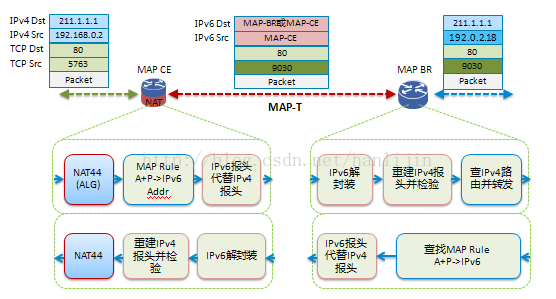 IPv4 Dst 211.1.1.1
IPv4 Src 192.168.0.2
TCP Dst 80
TCP Src 5763
Packet
IPv6 Dst MAP-BR或MAP-CE
IPv6 Src MAP-CE
80
9030
Packet
211.1.1.1
192.0.2.18
80
9030
Packet
MAP CE
NAT
MAP-T
MAP BR
http://blog.csdn.net/hanlijin
NAT44
(ALG)
MAP Rule
A+P->IPv6
Addr
IPv6报头
代替IPv4
报头
IPv6解
封装
重建IPv4报
头并检验
查IPv4路
由并转发
NAT44
重建IPv4
报头并检
验
IPv6解封装
IPv6报头
代替IPv4
报头
查找MAP Rule
A+P->IPv6